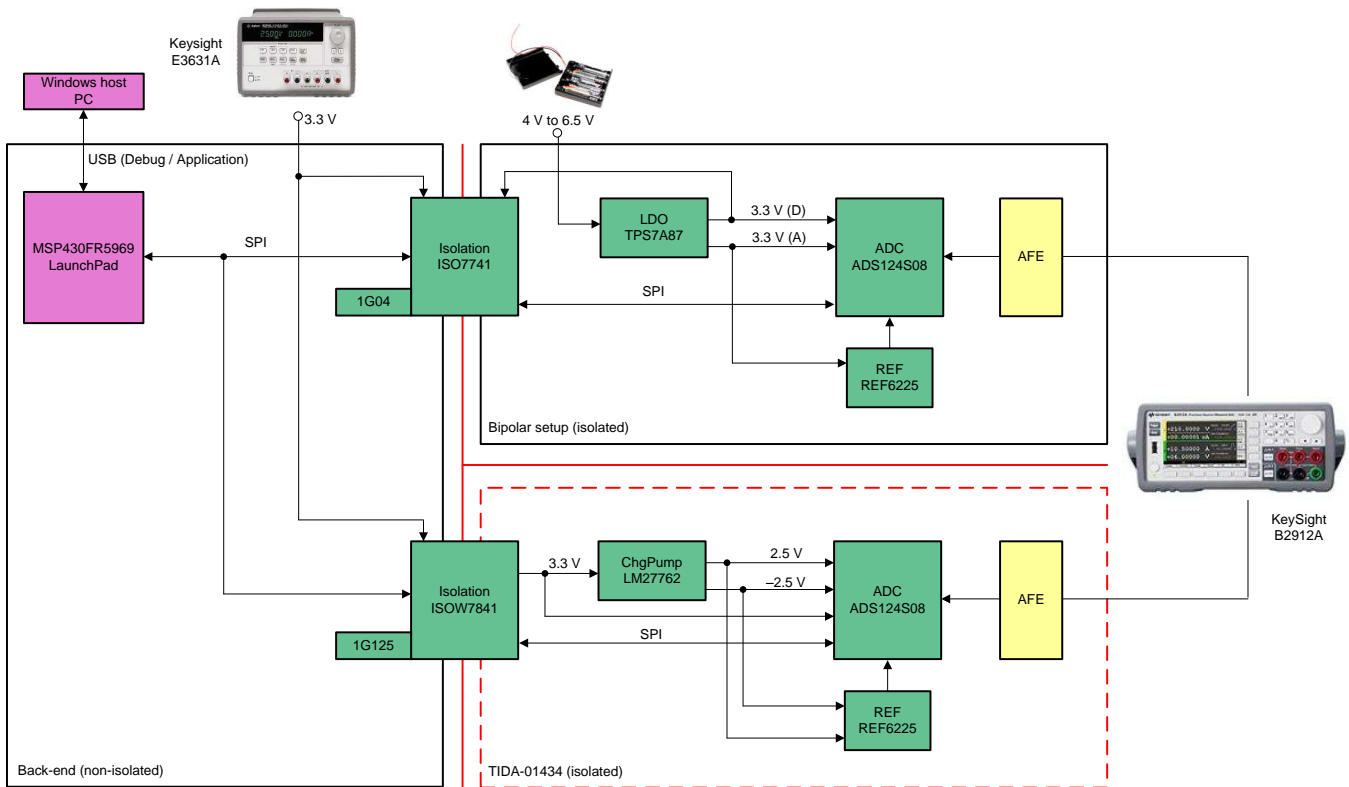 Keysight
E3631A
Windows host
PC
3.3 V
4 V to 6.5 V
USB (Debug / Application)
MSP430FR5969
LaunchPad
SPI
Isolation
ISO7741
1G04
LDO
TPS7A87
3.3 V (D)
3.3 V (A)
ADC
ADS124S08
AFE
SPI
REF
REF6225
Bipolar setup (isolated)
KeySight
B2912A
Isolation
ISOW7841
1G125
3.3 V
ChgPump
LM27762
2.5 V
–2.5 V
ADC
ADS124S08
AFE
SPI
REF
REF6225
Back-end (non-isolated)
TIDA-01434 (isolated)